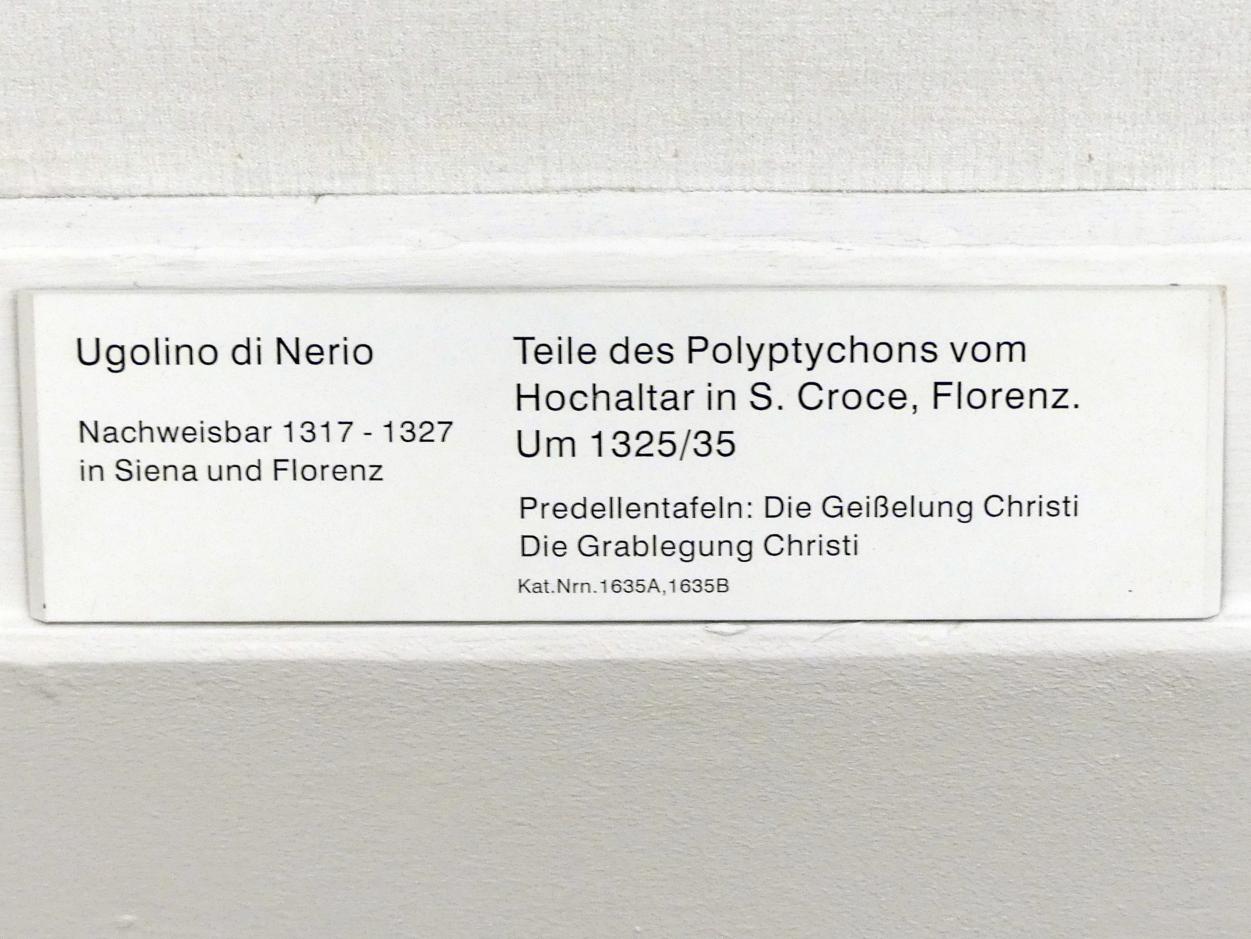 Ugolino di Nerio
Nachweisbar 1317 - 1327
in Siena und Florenz
Teile des Polyptychons vom
Hochaltar in S. Croce, Florenz.
Um 1325/35
Predellentafeln: Die Geißelung Christi
Die Grablegung Christi
Kat.Nrn.1635A,1635B